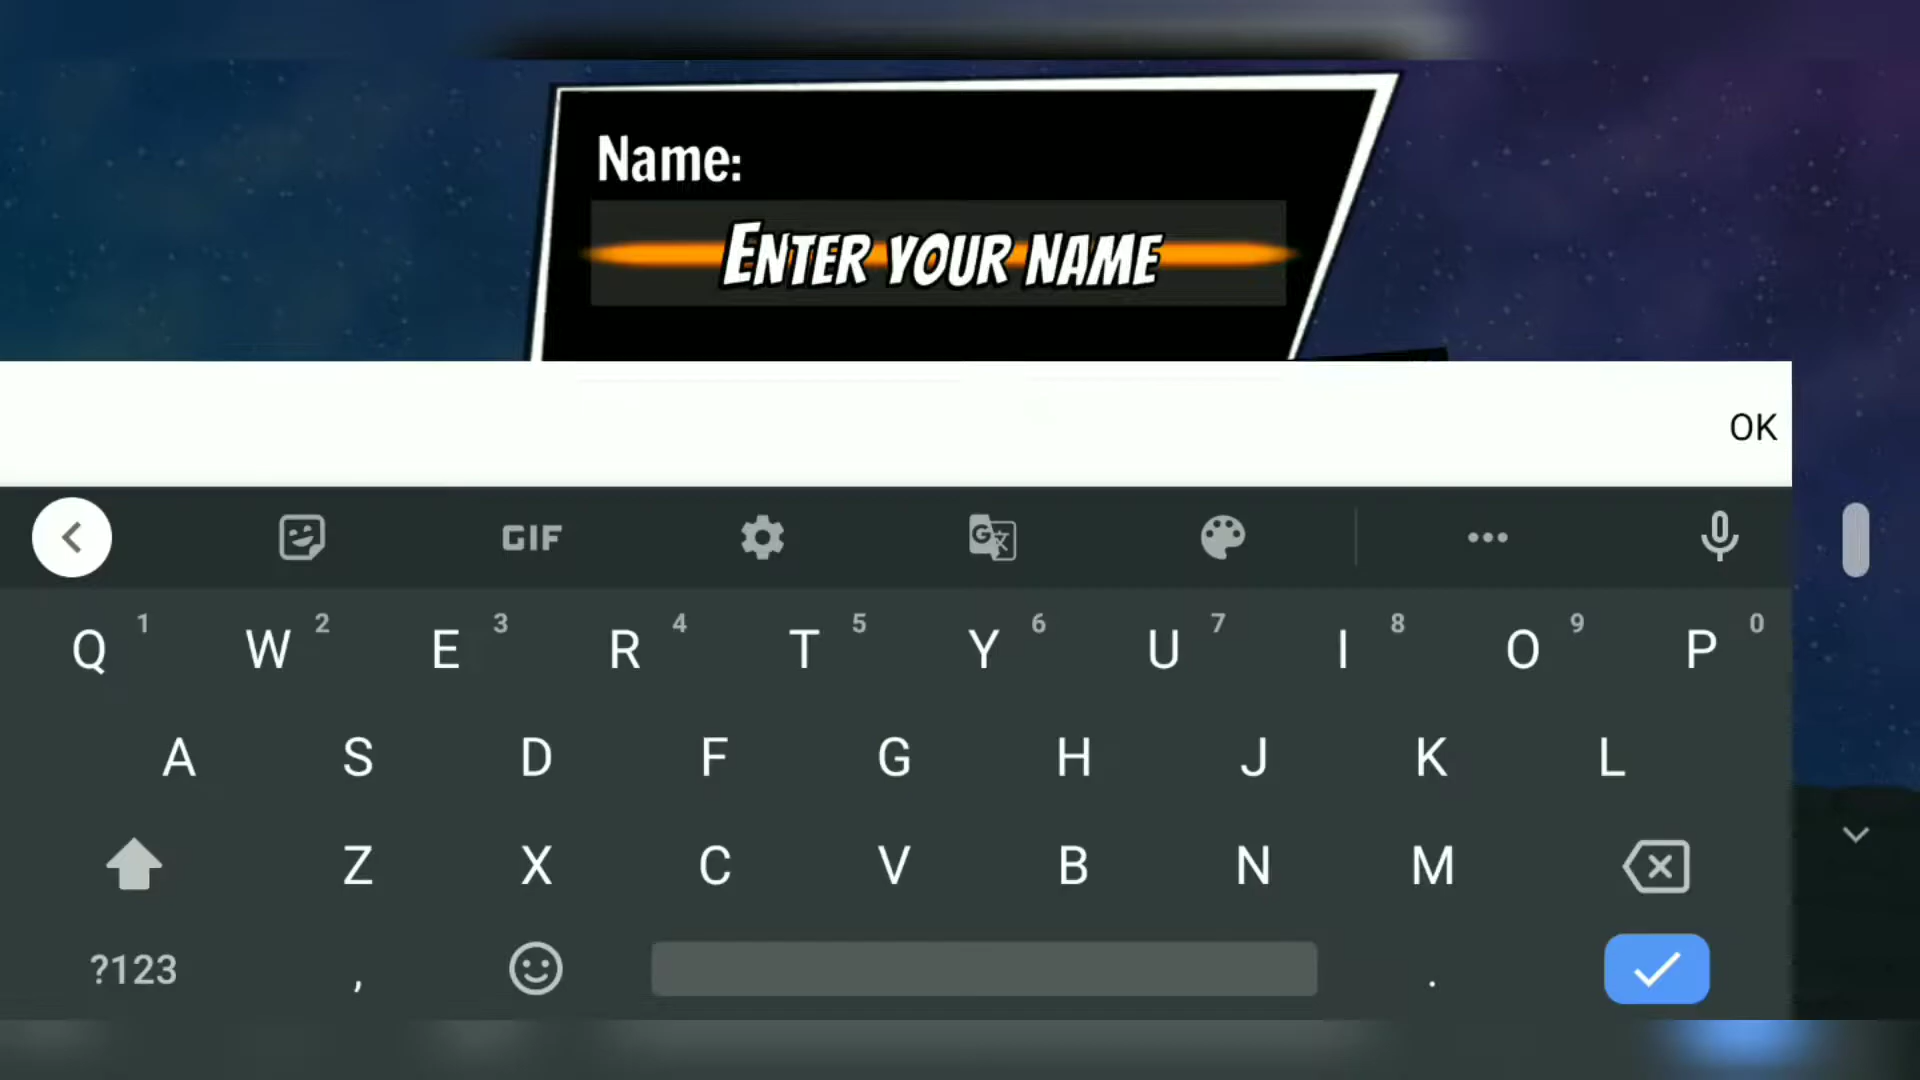 Name:
ENTER YOUR NAME
OK
GIF
G
Q 1 W 2 E 3 R 4 T 5 Y 6 U 7 I 8 O 9 P 0
A S D F G H J K L
Z X C V B N M
?123 , .